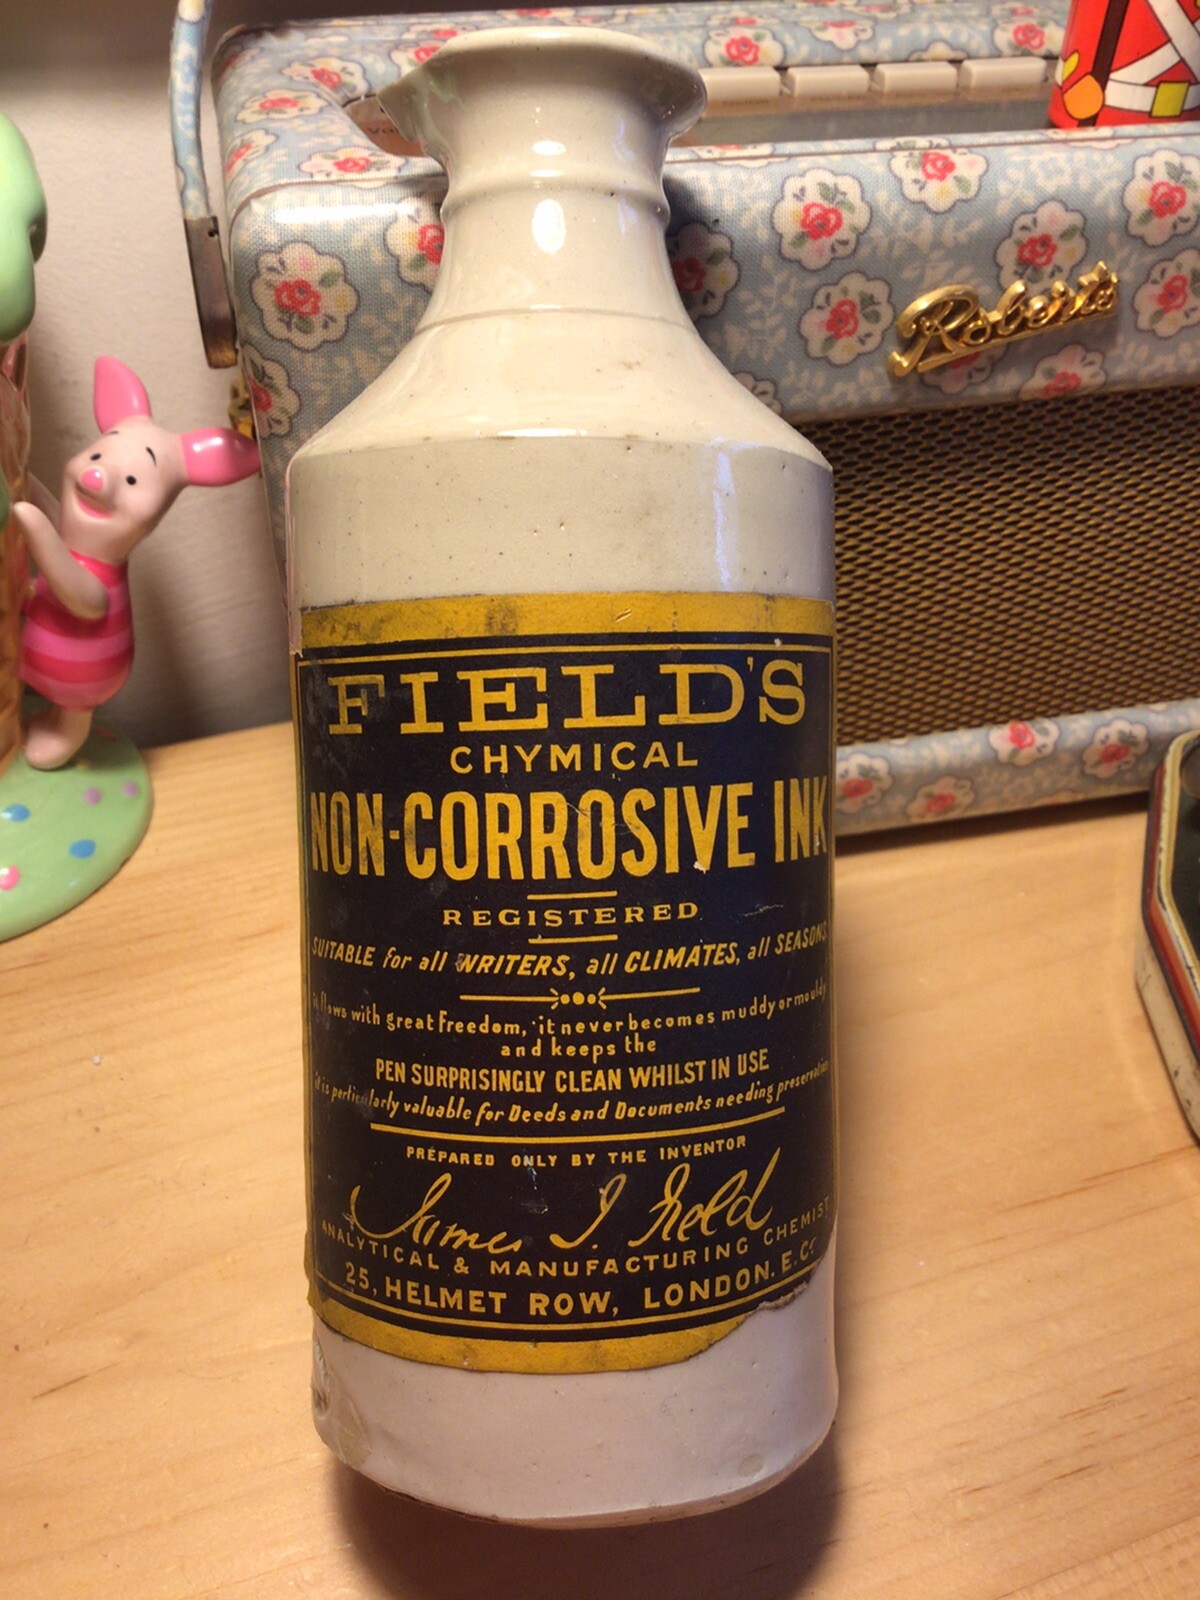 Roberts
FIELD'S
CHYMICAL
NON-CORROSIVE INK
REGISTERED
SUITABLE for all WRITERS, all CLIMATES, all SEASONS.
it flows with great freedom, it never becomes muddy or mouldy
and keeps the
PEN SURPRISINGLY CLEAN WHILST IN USE
it is particularly valuable for Deeds and Documents needing preservation
PREPARED ONLY BY THE INVENTOR
James I. Field
ANALYTICAL & MANUFACTURING CHEMIST
25, HELMET ROW, LONDON. E.C.